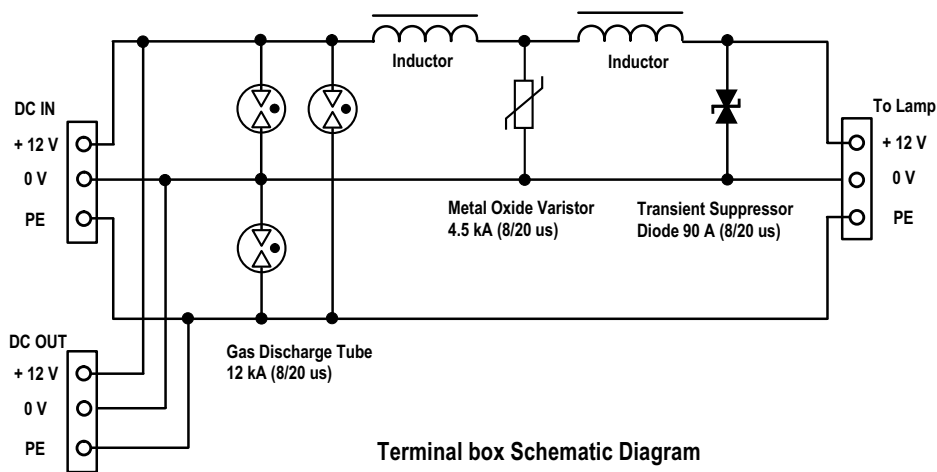 Inductor
Inductor
DC IN
+ 12 V
0 V
PE
To Lamp
+ 12 V
0 V
PE
Metal Oxide Varistor
4.5 kA (8/20 us)
Transient Suppressor
Diode 90 A (8/20 us)
DC OUT
+ 12 V
0 V
PE
Gas Discharge Tube
12 kA (8/20 us)
Terminal box Schematic Diagram